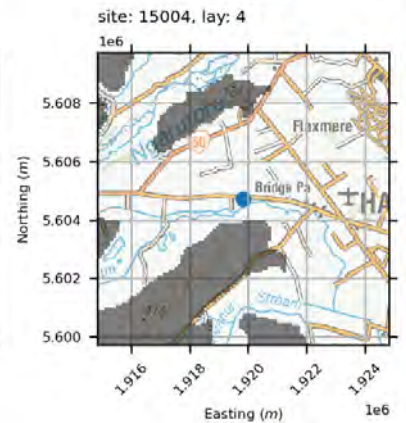 site: 15004, lay: 4
1e6
5.608
5.606
5.604
5.602
5.600
Northing (m)
Flaxmere
50
Bridge Pa
HA
1.916
1.918
1.920
1.922
1.924
1e6
Easting (m)